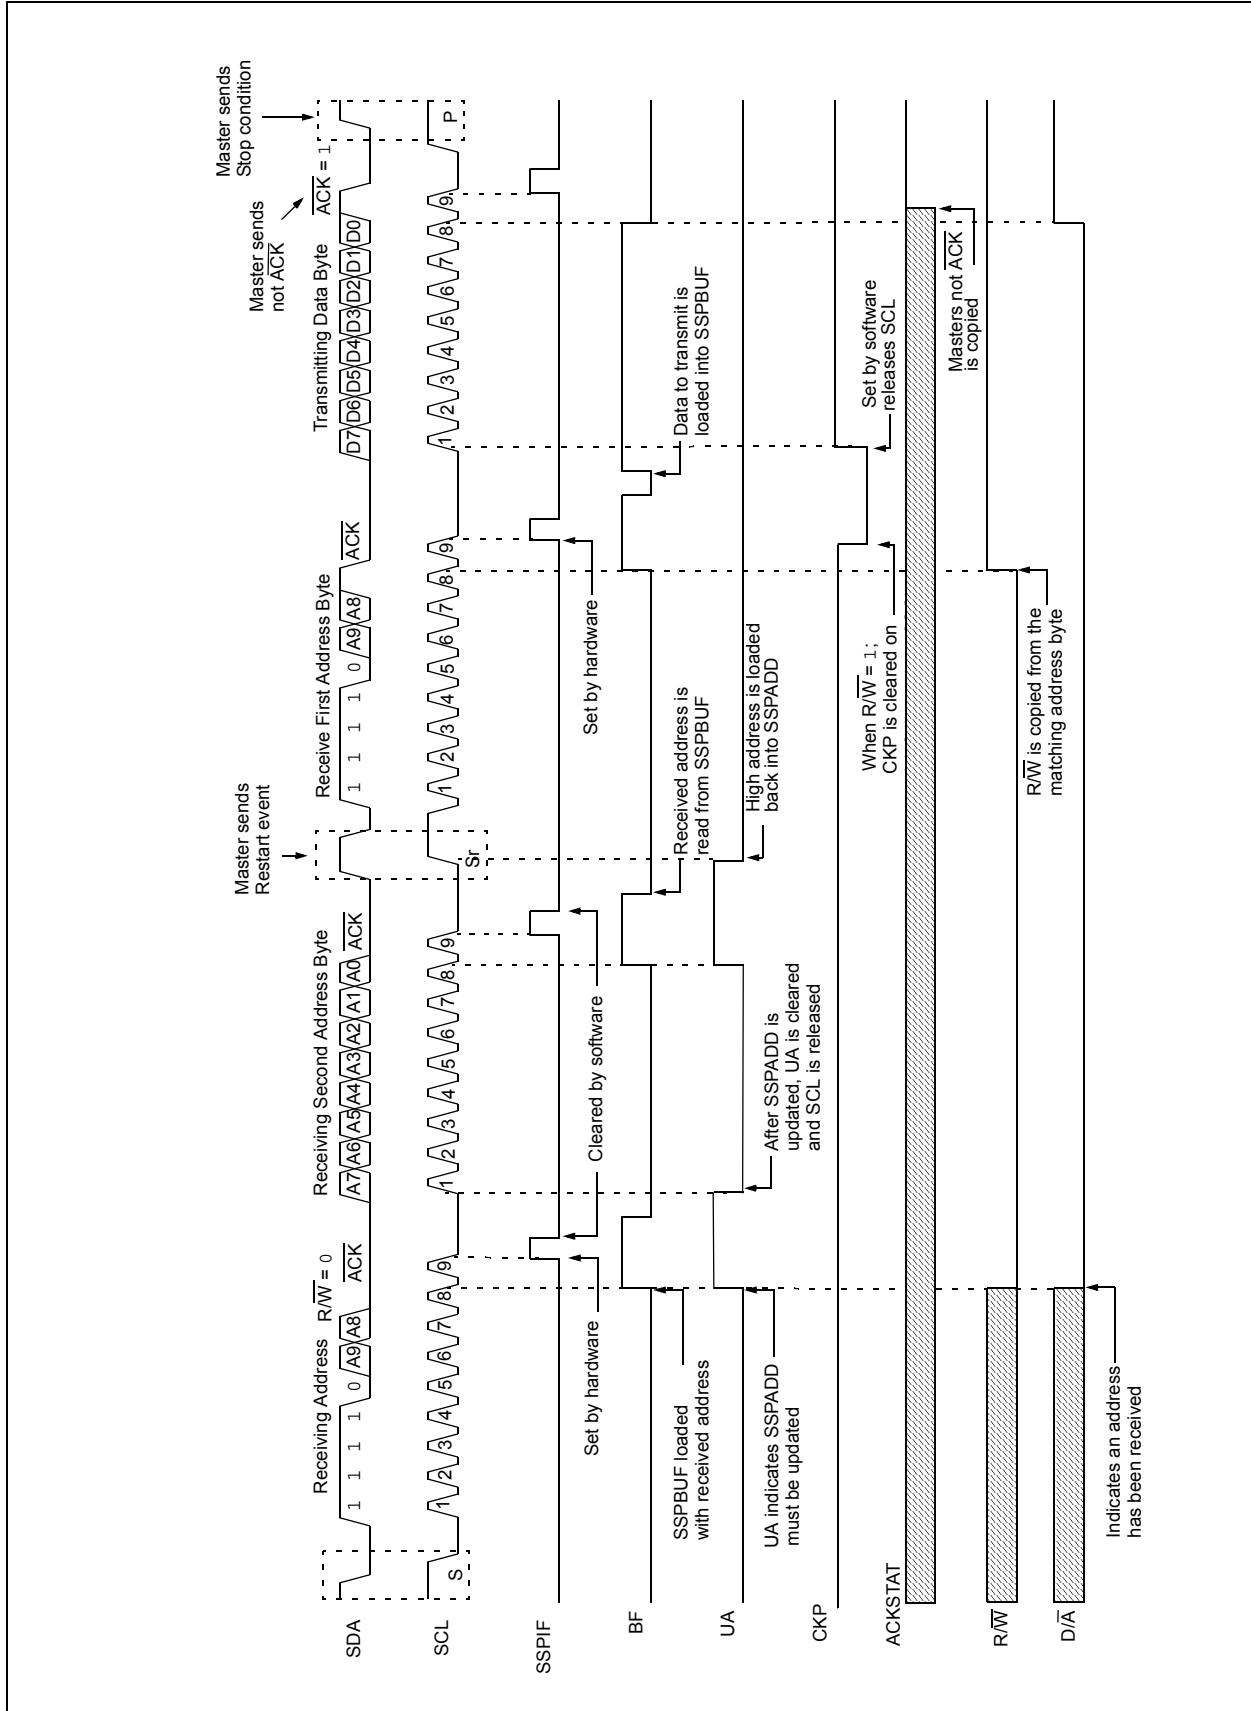 Master sends
Stop condition
Master sends
not ACK
Master sends
Restart event
Receiving Address R/W = 0
Receiving Second Address Byte
Receive First Address Byte
Transmitting Data Byte
ACK = 1
SDA
1 1 1 1 0 A9 A8 ACK
A7 A6 A5 A4 A3 A2 A1 A0 ACK
1 1 1 1 0 A9 A8 ACK
D7 D6 D5 D4 D3 D2 D1 D0
SCL
S
1 2 3 4 5 6 7 8 9
1 2 3 4 5 6 7 8 9
Sr
1 2 3 4 5 6 7 8 9
1 2 3 4 5 6 7 8 9
P
SSPIF
Set by hardware
Cleared by software
Set by hardware
BF
SSPBUF loaded
with received address
Received address is
read from SSPBUF
Data to transmit is
loaded into SSPBUF
UA
UA indicates SSPADD
must be updated
After SSPADD is
updated, UA is cleared
and SCL is released
High address is loaded
back into SSPADD
CKP
When R/W = 1;
CKP is cleared on
Set by software
releases SCL
ACKSTAT
Masters not ACK
is copied
R/W
R/W is copied from the
matching address byte
D/A
Indicates an address
has been received